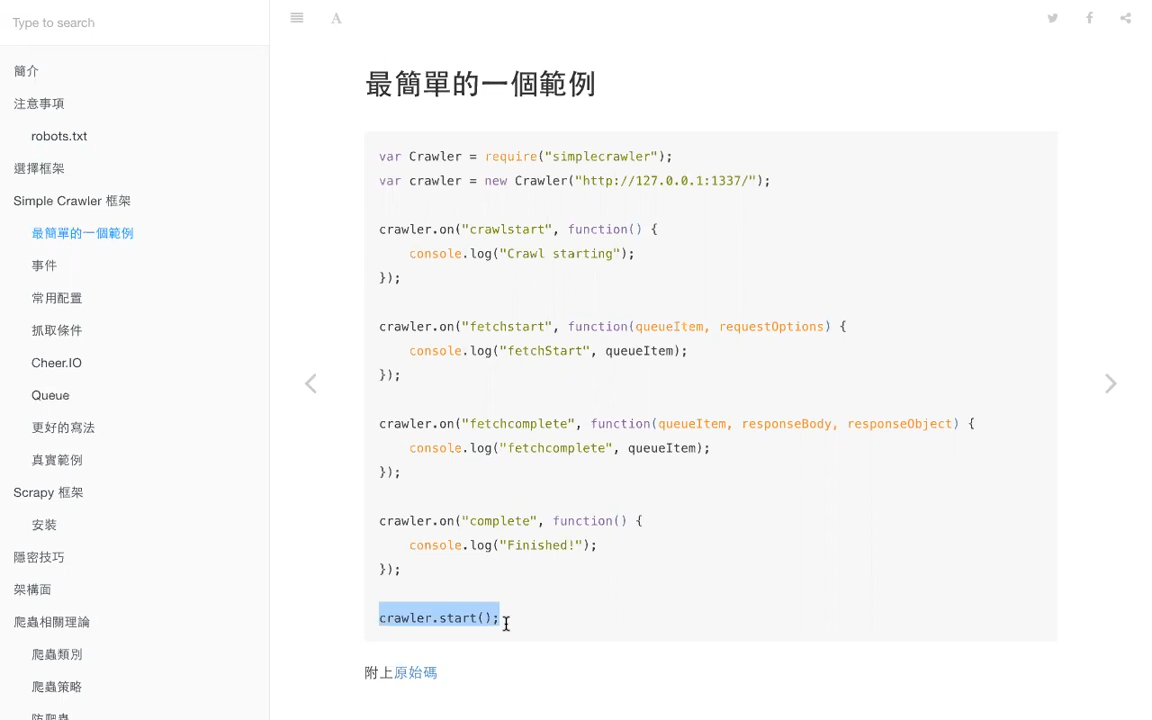 Type to search
簡介
注意事項
robots.txt
選擇框架
Simple Crawler 框架
最簡單的一個範例
事件
常用配置
抓取條件
Cheer.IO
Queue
更好的寫法
真實範例
Scrapy 框架
安裝
隱密技巧
架構面
爬蟲相關理論
爬蟲類別
爬蟲策略
防爬蟲
A
最簡單的一個範例
var Crawler = require("simplecrawler");
var crawler = new Crawler("http://127.0.0.1:1337/");
crawler.on("crawlstart", function() {
    console.log("Crawl starting");
});
crawler.on("fetchstart", function(queueItem, requestOptions) {
    console.log("fetchStart", queueItem);
});
crawler.on("fetchcomplete", function(queueItem, responseBody, responseObject) {
    console.log("fetchcomplete", queueItem);
});
crawler.on("complete", function() {
    console.log("Finished!");
});
crawler.start();
附上原始碼